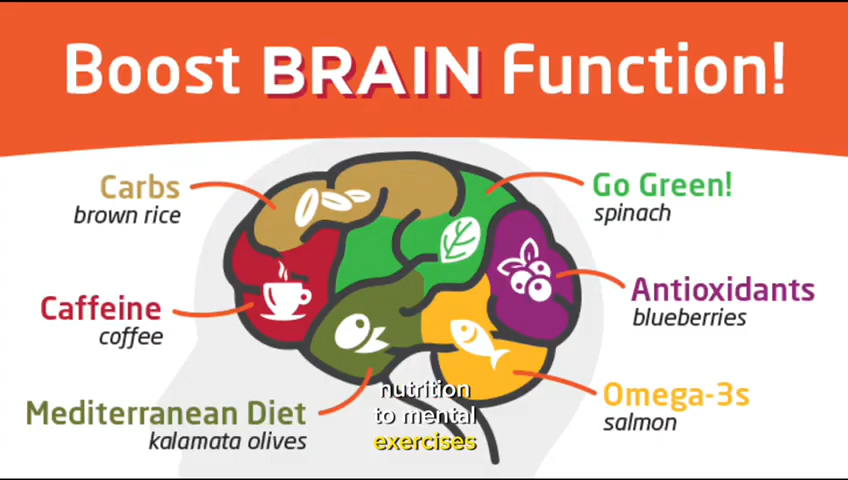 Boost BRAIN Function!
Carbs
brown rice
Go Green!
spinach
Caffeine
coffee
Antioxidants
blueberries
Mediterranean Diet
kalamata olives
Omega-3s
salmon
nutrition
to mental
exercises